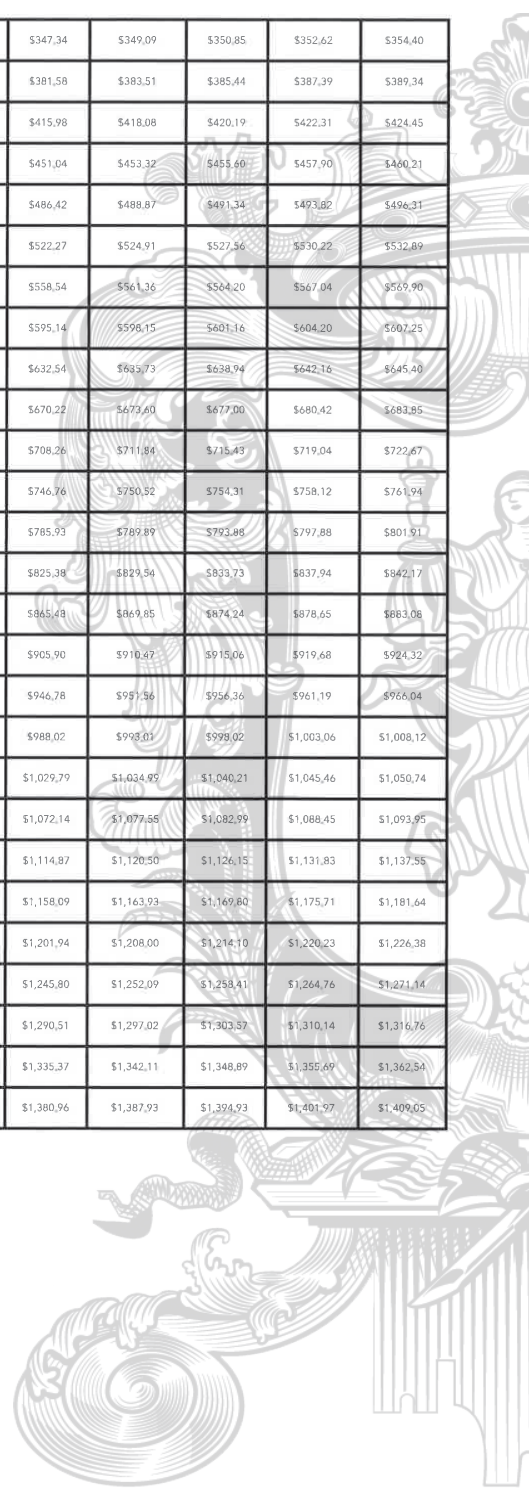 $347,34 $349,09 $350,85 $352,62 $354,40
$381,58 $383,51 $385,44 $387,39 $389,34
$415,98 $418,08 $420,19 $422,31 $424,45
$451,04 $453,32 $455,60 $457,90 $460,21
$486,42 $488,87 $491,34 $493,82 $496,31
$522,27 $524,91 $527,56 $530,22 $532,89
$558,54 $561,36 $564,20 $567,04 $569,90
$595,14 $598,15 $601,16 $604,20 $607,25
$632,54 $635,73 $638,94 $642,16 $645,40
$670,22 $673,60 $677,00 $680,42 $683,85
$708,26 $711,84 $715,43 $719,04 $722,67
$746,76 $750,52 $754,31 $758,12 $761,94
$785,93 $789,89 $793,88 $797,88 $801,91
$825,38 $829,54 $833,73 $837,94 $842,17
$865,48 $869,85 $874,24 $878,65 $883,08
$905,90 $910,47 $915,06 $919,68 $924,32
$946,78 $951,56 $956,36 $961,19 $966,04
$988,02 $993,01 $998,02 $1,003,06 $1,008,12
$1,029,79 $1,034,99 $1,040,21 $1,045,46 $1,050,74
$1,072,14 $1,077,55 $1,082,99 $1,088,45 $1,093,95
$1,114,87 $1,120,50 $1,126,15 $1,131,83 $1,137,55
$1,158,09 $1,163,93 $1,169,80 $1,175,71 $1,181,64
$1,201,94 $1,208,00 $1,214,10 $1,220,23 $1,226,38
$1,245,80 $1,252,09 $1,258,41 $1,264,76 $1,271,14
$1,290,51 $1,297,02 $1,303,57 $1,310,14 $1,316,76
$1,335,37 $1,342,11 $1,348,89 $1,355,69 $1,362,54
$1,380,96 $1,387,93 $1,394,93 $1,401,97 $1,409,05